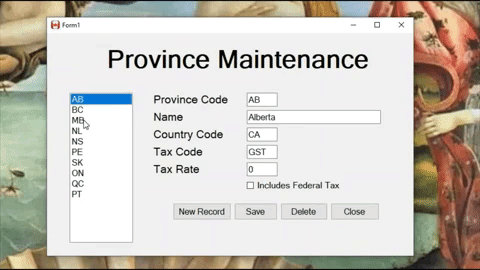 Form1
Province Maintenance
AB
BC
MB
NL
NS
PE
SK
ON
QC
PT
Province Code AB
Name Alberta
Country Code CA
Tax Code GST
Tax Rate 0
Includes Federal Tax
New Record Save Delete Close